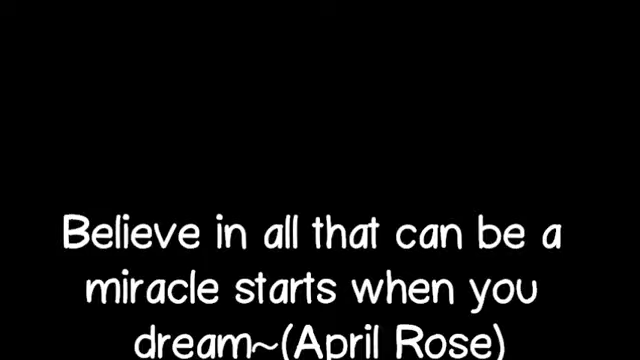 Believe in all that can be a
miracle starts when you
dream~(April Rose)